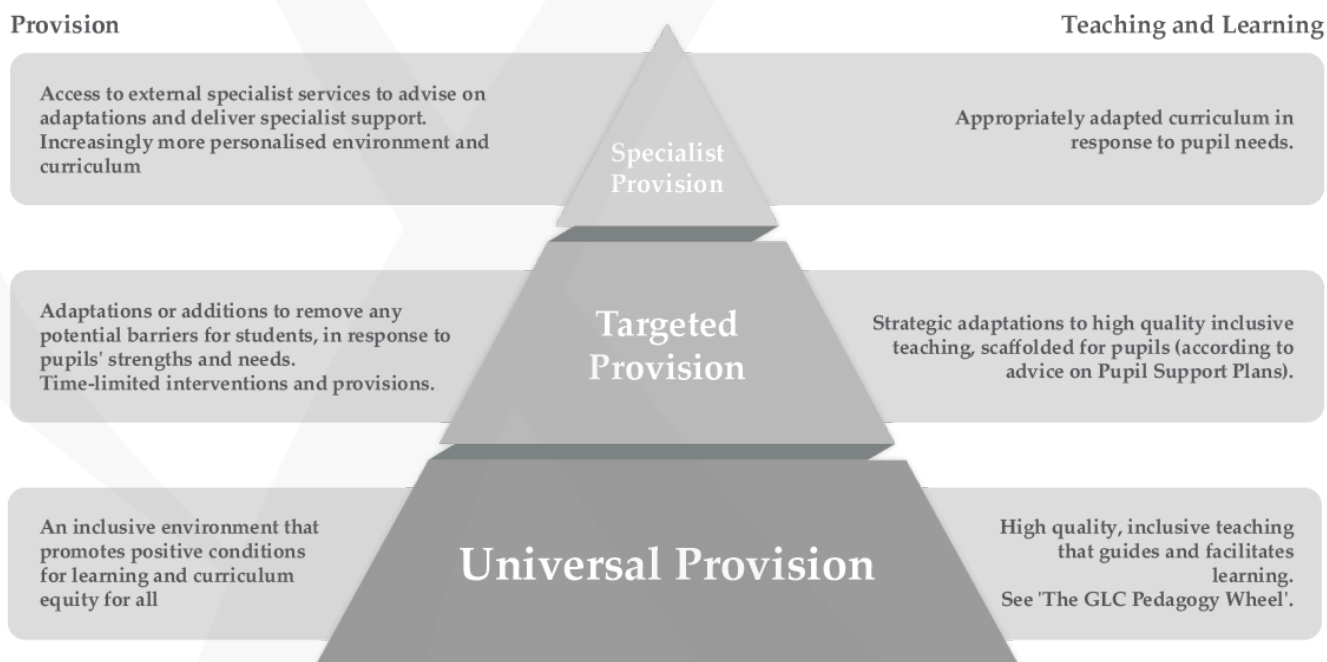 Provision
Teaching and Learning
Access to external specialist services to advise on
adaptations and deliver specialist support.
Increasingly more personalised environment and
curriculum
Specialist
Provision
Appropriately adapted curriculum in
response to pupil needs.
Adaptations or additions to remove any
potential barriers for students, in response to
pupils' strengths and needs.
Time-limited interventions and provisions.
Targeted
Provision
Strategic adaptations to high quality inclusive
teaching, scaffolded for pupils (according to
advice on Pupil Support Plans).
An inclusive environment that
promotes positive conditions
for learning and curriculum
equity for all
Universal Provision
High quality, inclusive teaching
that guides and facilitates
learning.
See 'The GLC Pedagogy Wheel'.